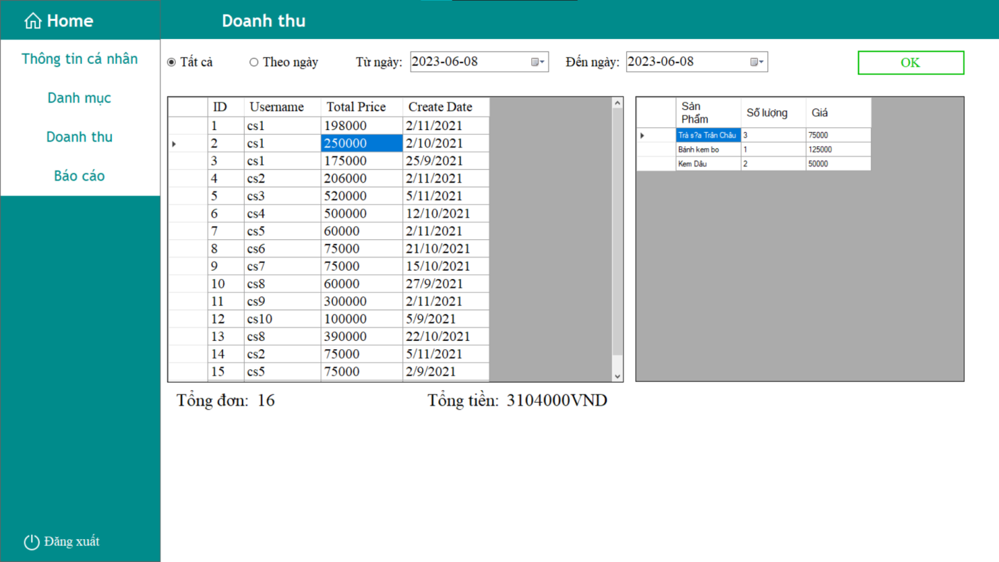 Home
Doanh thu
Thông tin cá nhân
Danh mục
Doanh thu
Báo cáo
Đăng xuất
Tất cả Theo ngày Từ ngày: 2023-06-08 Đến ngày: 2023-06-08 OK
ID Username Total Price Create Date
1 cs1 198000 2/11/2021
2 cs1 250000 2/10/2021
3 cs1 175000 25/9/2021
4 cs2 206000 2/11/2021
5 cs3 520000 5/11/2021
6 cs4 500000 12/10/2021
7 cs5 60000 2/11/2021
8 cs6 75000 21/10/2021
9 cs7 75000 15/10/2021
10 cs8 60000 27/9/2021
11 cs9 300000 2/11/2021
12 cs10 100000 5/9/2021
13 cs8 390000 22/10/2021
14 cs2 75000 5/11/2021
15 cs5 75000 2/9/2021
Sản
Phẩm Số lượng Giá
Trà s?a Trân Châu 3 75000
Bánh kem bo 1 125000
Kem Dâu 2 50000
Tổng đơn: 16 Tổng tiền: 3104000VND